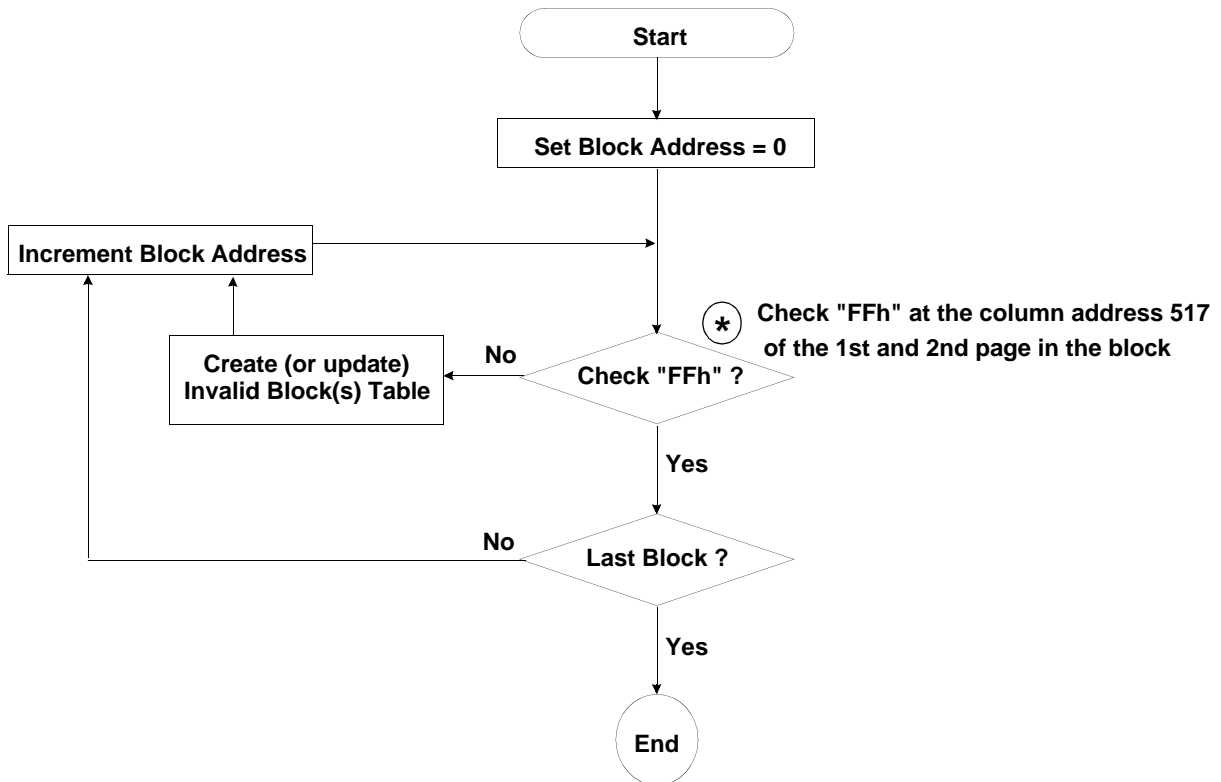 Start
Set Block Address = 0
Increment Block Address
*
Check "FFh" at the column address 517
of the 1st and 2nd page in the block
Create (or update)
Invalid Block(s) Table
No
Check "FFh" ?
Yes
No
Last Block ?
Yes
End